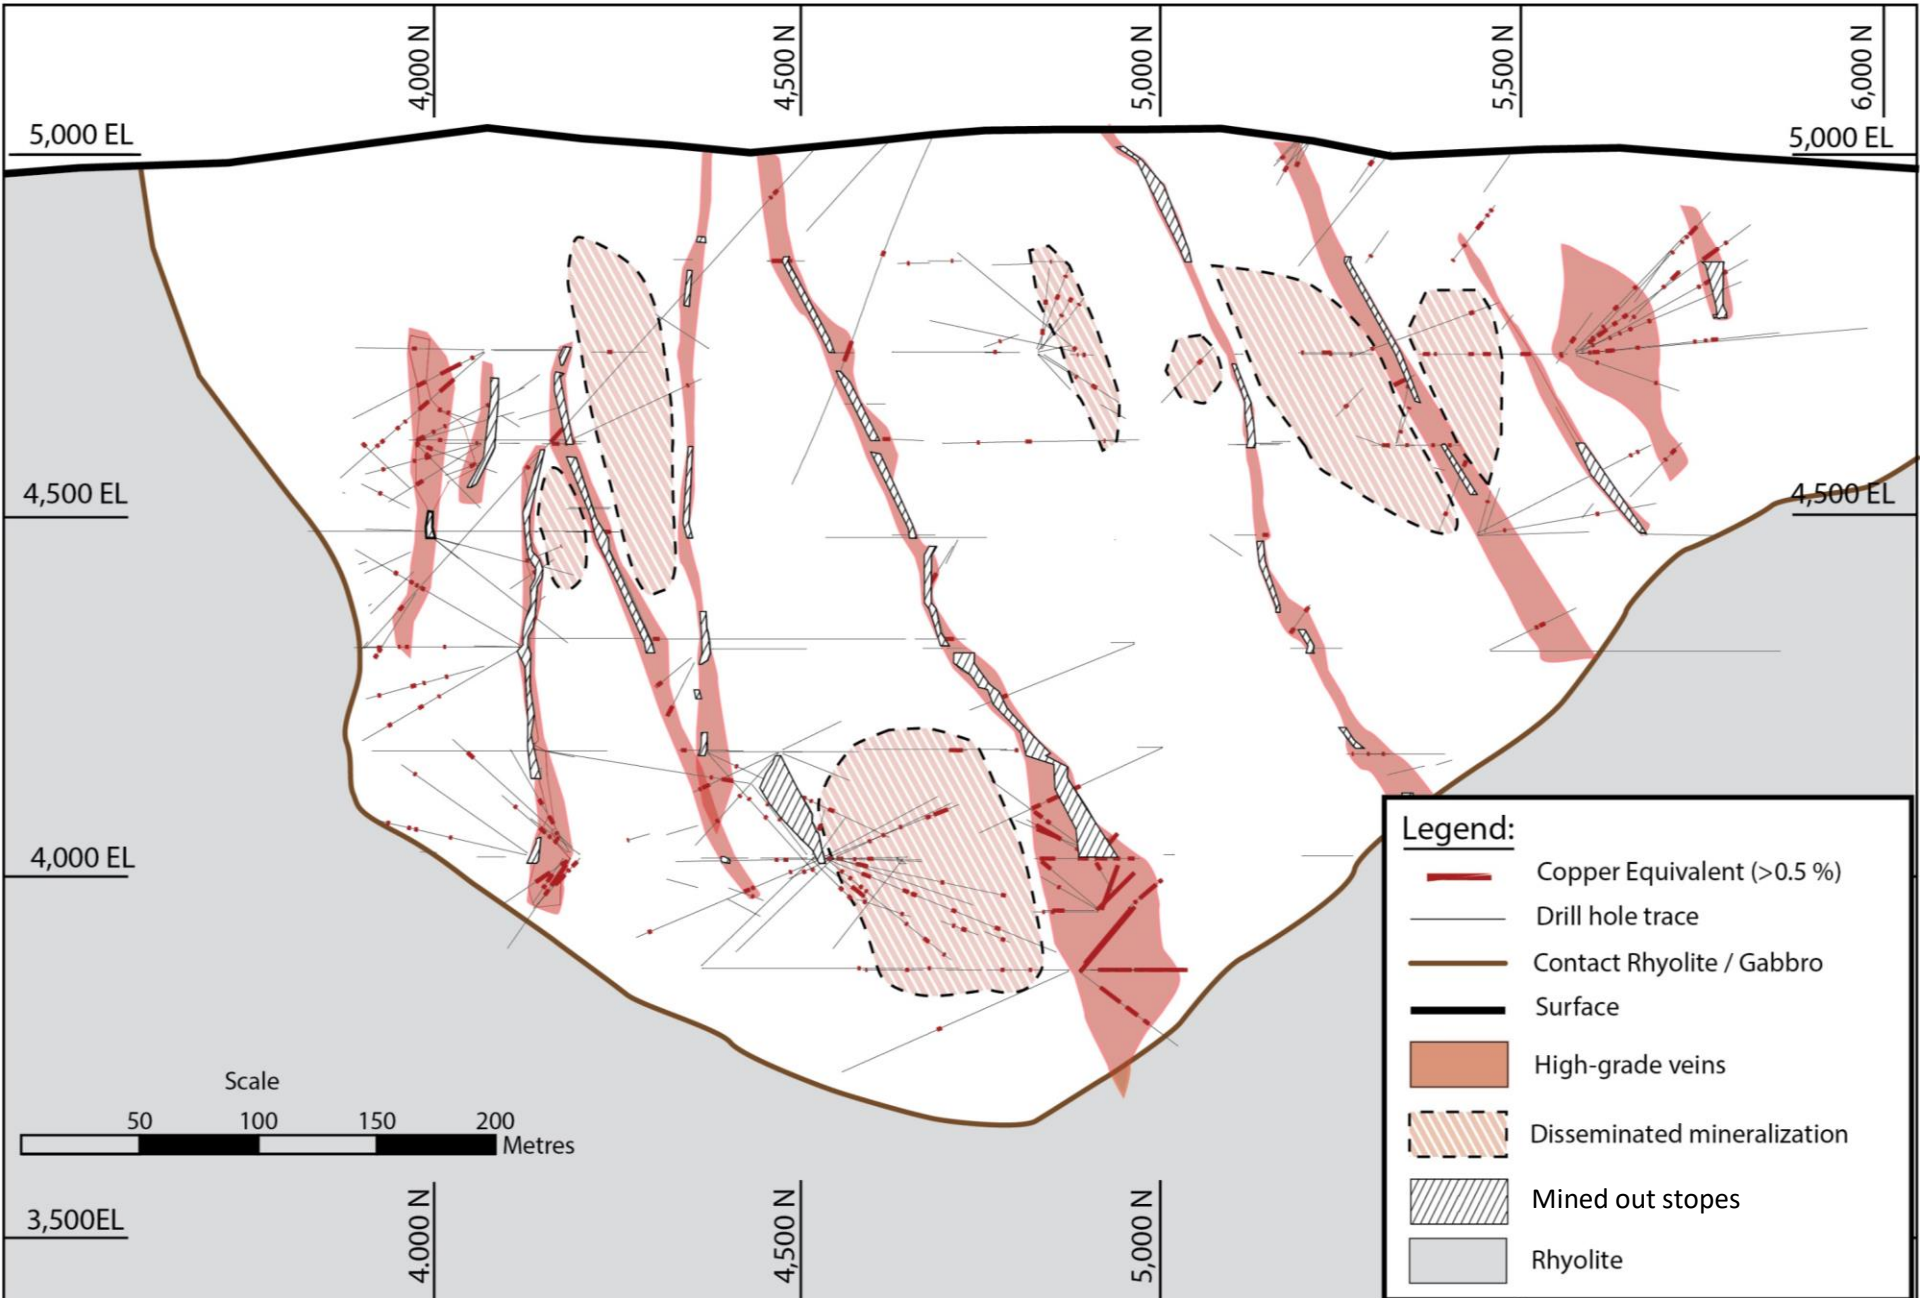 4,000 N
4,500 N
5,000 N
5,500 N
6,000 N
5,000 EL
5,000 EL
4,500 EL
4,500 EL
4,000 EL
Legend:
Copper Equivalent (>0.5 %)
Drill hole trace
Contact Rhyolite / Gabbro
Surface
High-grade veins
Disseminated mineralization
Mined out stopes
Rhyolite
Scale
50 100 150 200
Metres
3,500EL
4.000 N
4,500 N
5,000 N